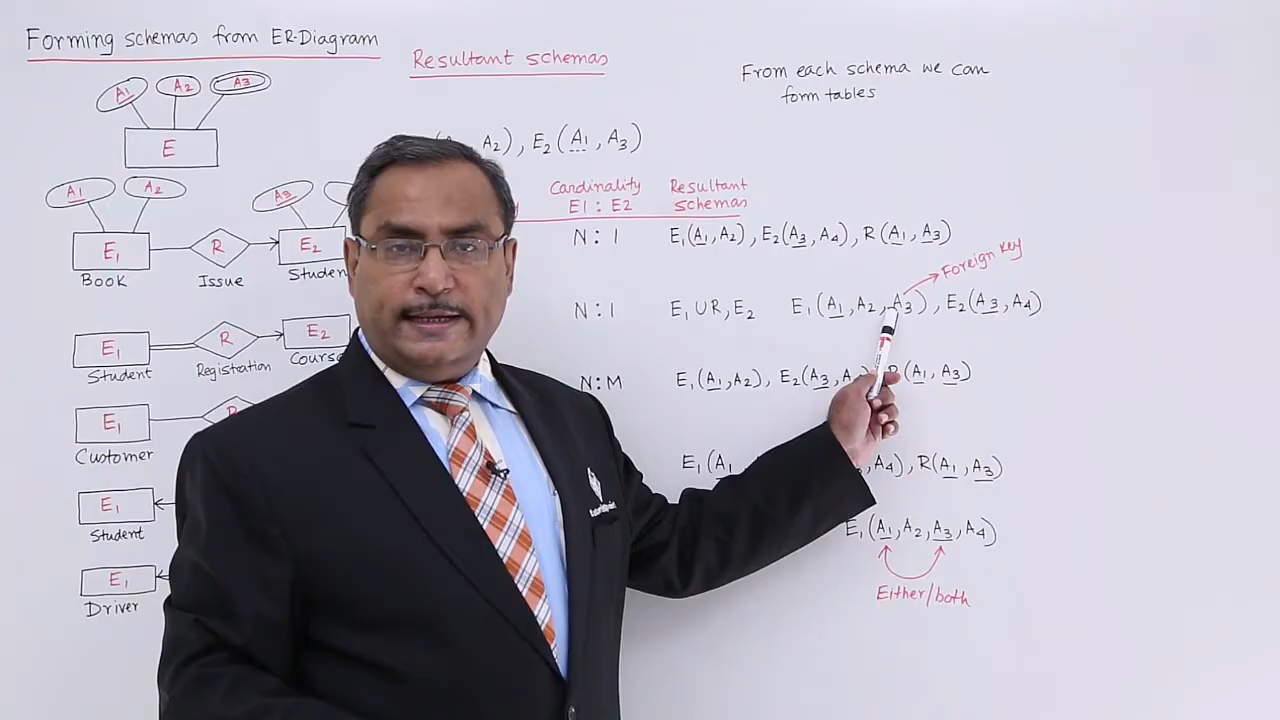 Forming schemas from ER-Diagram
Resultant schemas
From each schema we can
form tables
A1 A2 A3
E
A2), E2(A1, A3)
A1 A2 A3
E1 R E2
Book Issue Student
Cardinality
E1 : E2
Resultant
schemas
N : 1 E1(A1, A2), E2(A3, A4), R(A1, A3)
Foreign key
E1 R E2
Student Registration Course
N : 1 E1UR, E2 E1(A1, A2, A3), E2(A3, A4)
E1 R
Customer
N : M E1(A1, A2), E2(A3, R(A1, A3)
E1
Student
E1(A1 A4), R(A1, A3)
E1
Driver
E1(A1, A2, A3, A4)
Either/both